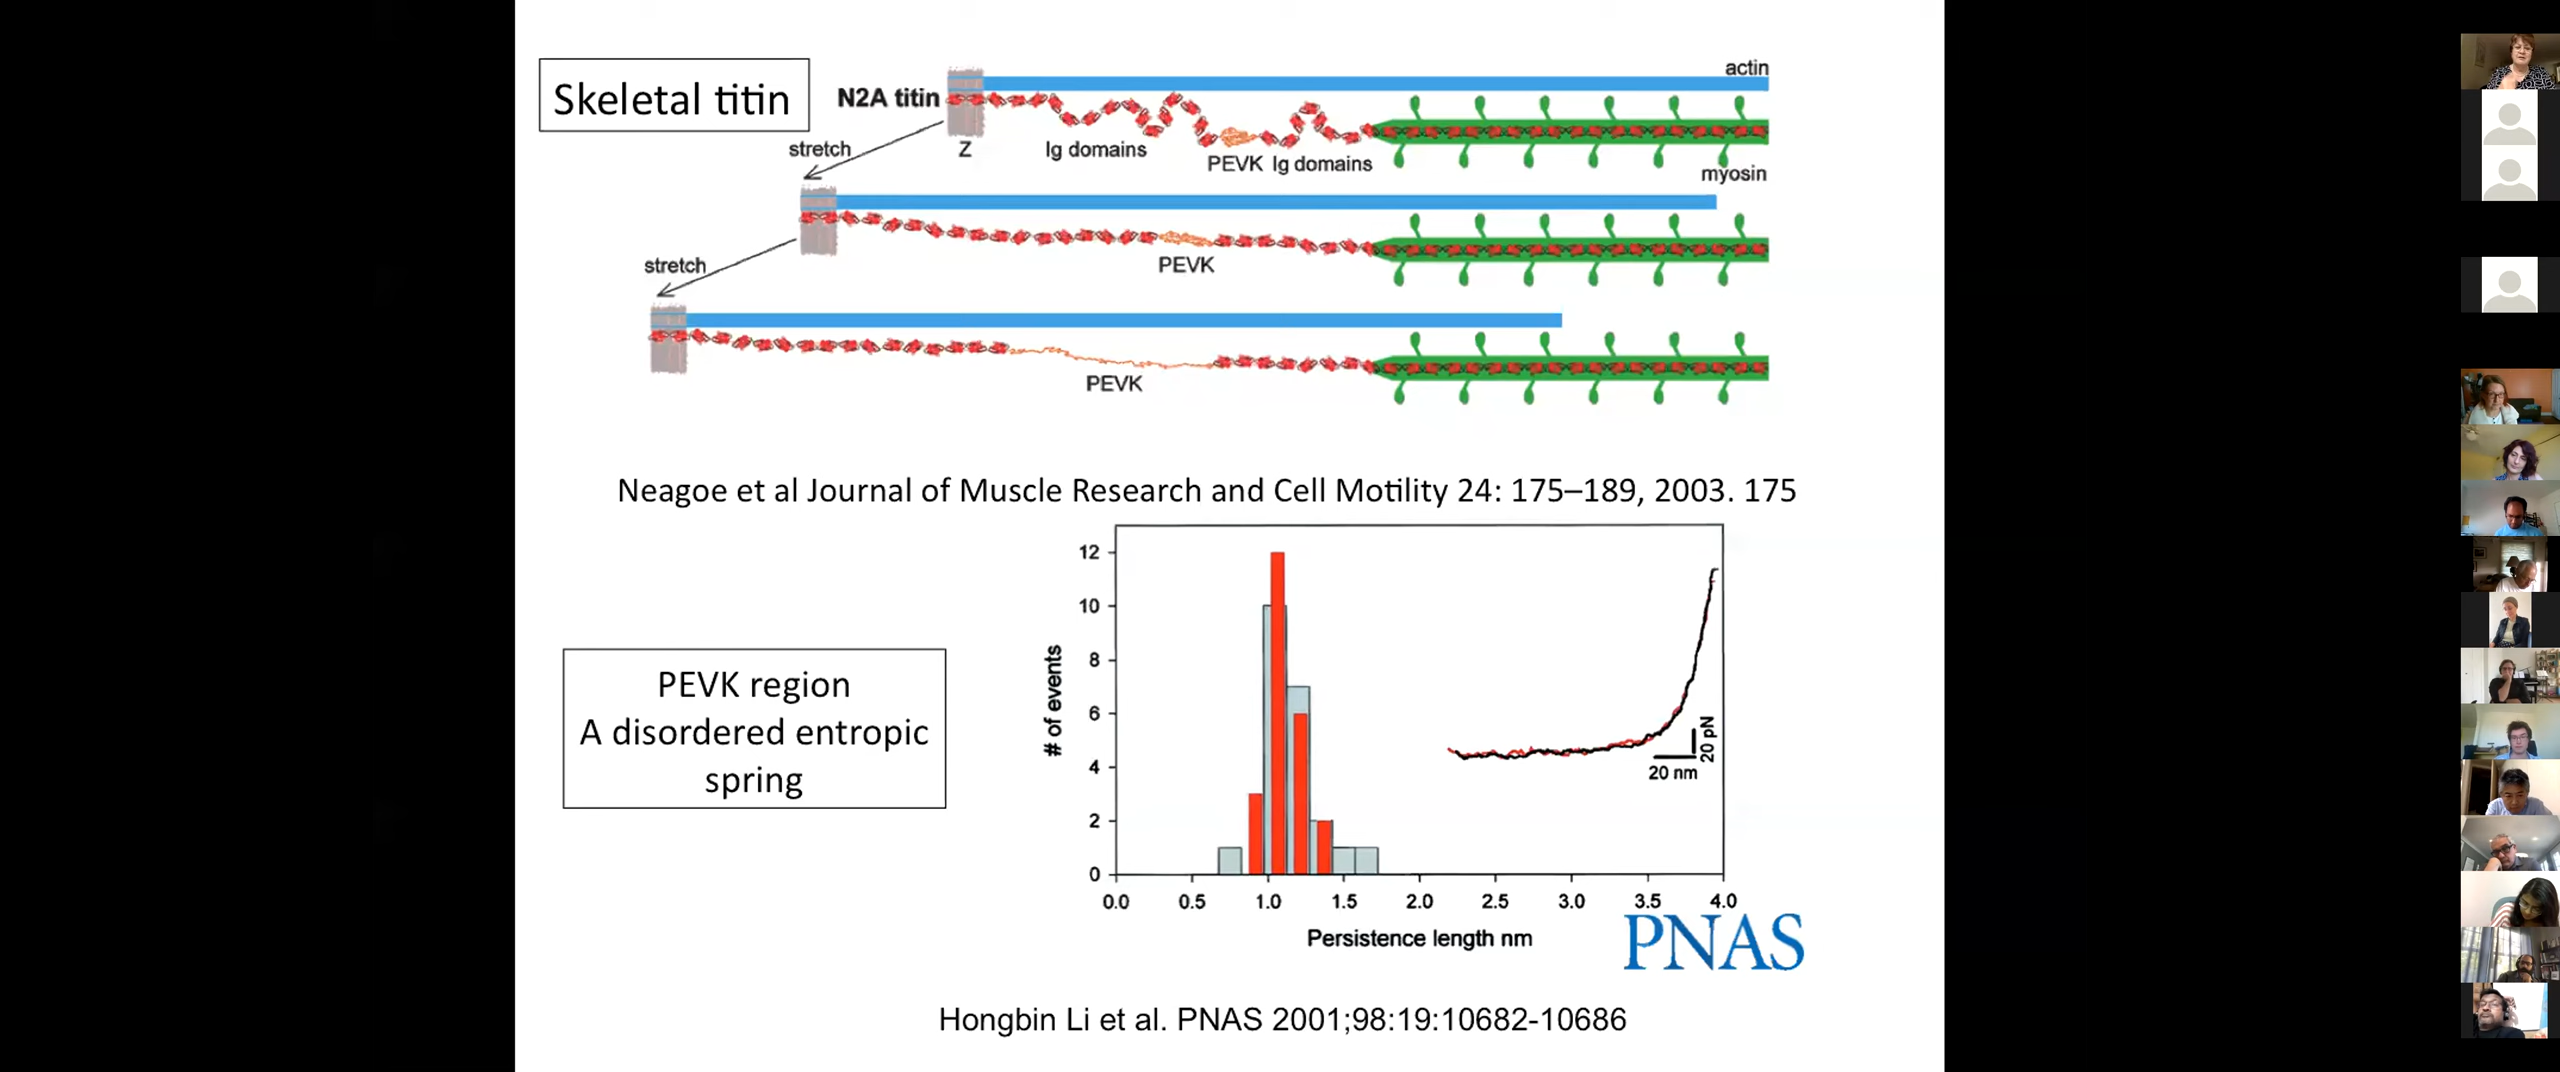 Skeletal titin
N2A titin
actin
stretch
Z
Ig domains
PEVK Ig domains
myosin
stretch
PEVK
PEVK
Neagoe et al Journal of Muscle Research and Cell Motility 24: 175–189, 2003. 175
PEVK region
A disordered entropic
spring
# of events
12
10
8
6
4
2
0
20 pN
20 nm
0.0 0.5 1.0 1.5 2.0 2.5 3.0 3.5 4.0
Persistence length nm
PNAS
Hongbin Li et al. PNAS 2001;98:19:10682-10686